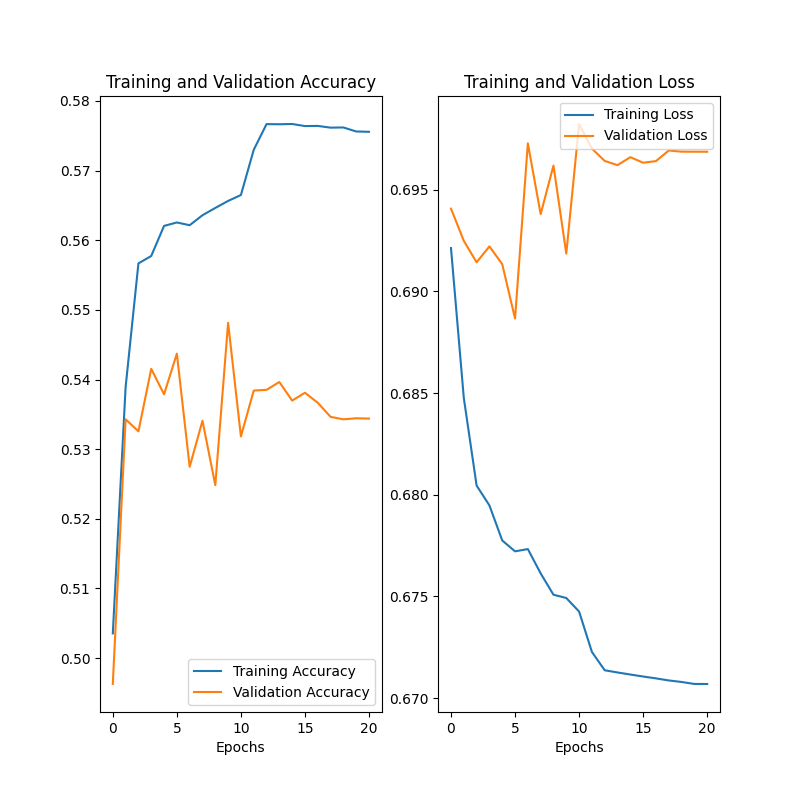 Training and Validation Accuracy
0.58
0.57
0.56
0.55
0.54
0.53
0.52
0.51
0.50
Training Accuracy
Validation Accuracy
0 5 10 15 20
Epochs
Training and Validation Loss
Training Loss
Validation Loss
0.695
0.690
0.685
0.680
0.675
0.670
0 5 10 15 20
Epochs